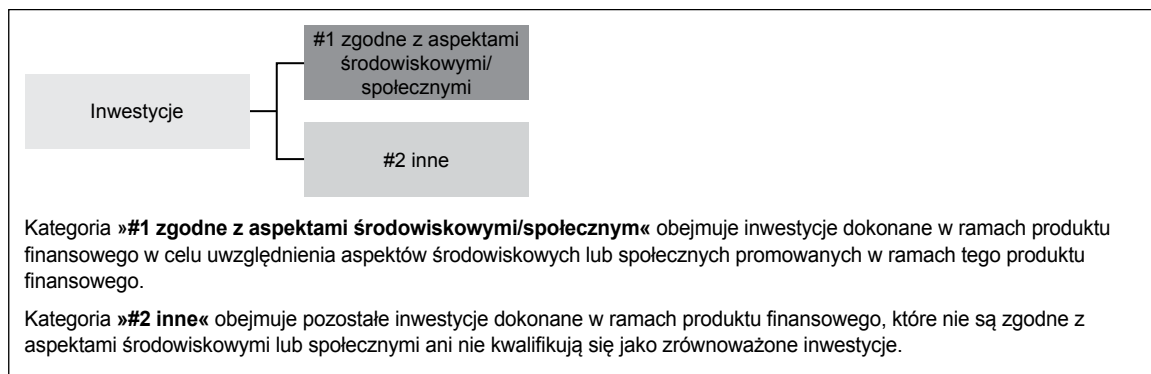 #1 zgodne z aspektami
środowiskowymi/
społecznymi
Inwestycje
#2 inne
Kategoria »#1 zgodne z aspektami środowiskowymi/społecznym« obejmuje inwestycje dokonane w ramach produktu
finansowego w celu uwzględnienia aspektów środowiskowych lub społecznych promowanych w ramach tego produktu
finansowego.
Kategoria »#2 inne« obejmuje pozostałe inwestycje dokonane w ramach produktu finansowego, które nie są zgodne z
aspektami środowiskowymi lub społecznymi ani nie kwalifikują się jako zrównoważone inwestycje.